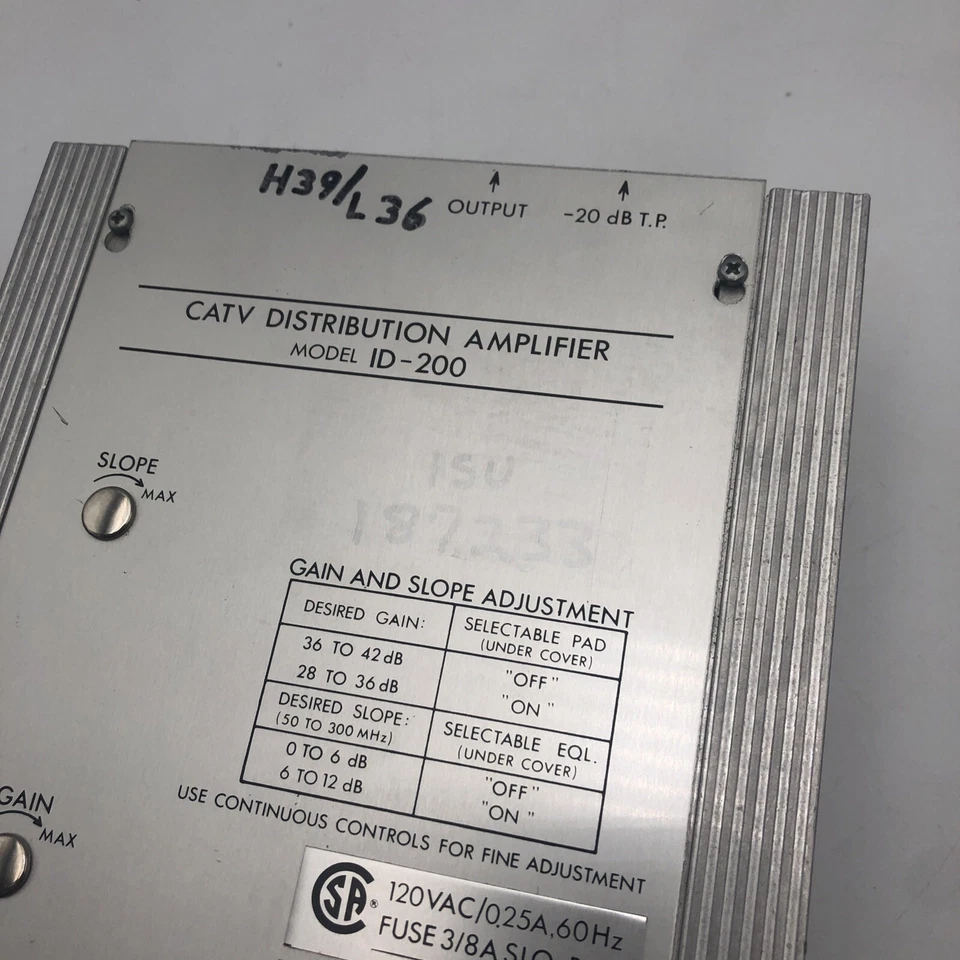 H39/L36
OUTPUT
-20 dB T.P.
CATV DISTRIBUTION AMPLIFIER
MODEL ID-200
ISU
187233
SLOPE
MAX
GAIN AND SLOPE ADJUSTMENT
DESIRED GAIN: SELECTABLE PAD
(UNDER COVER)
36 TO 42 dB "OFF"
28 TO 36 dB "ON"
DESIRED SLOPE: SELECTABLE EQL.
(50 TO 300 MHz) (UNDER COVER)
0 TO 6 dB "OFF"
6 TO 12 dB "ON"
USE CONTINUOUS CONTROLS FOR FINE ADJUSTMENT
GAIN
MAX
SA ®
120VAC/0.25A, 60Hz
FUSE 3/8A, SLO